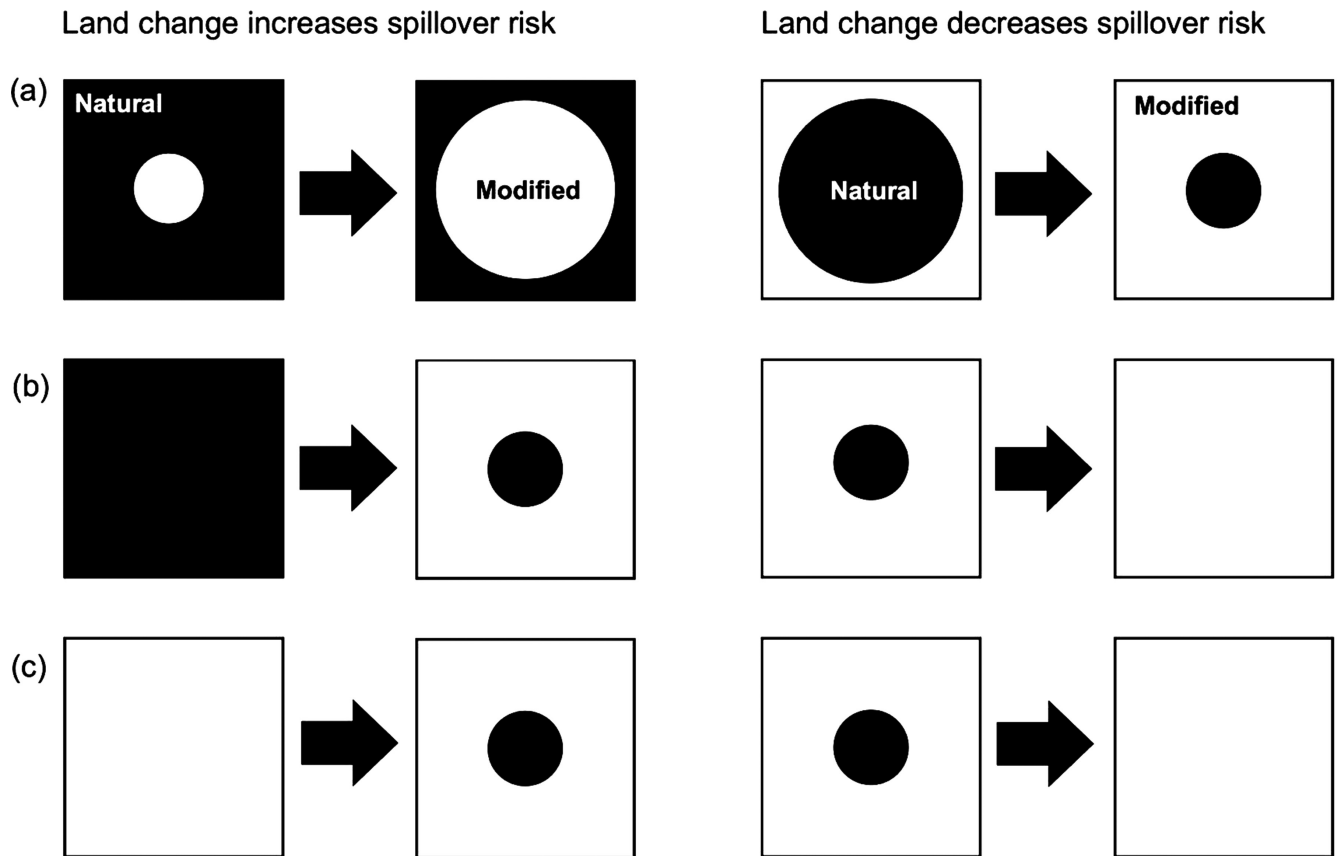 Land change increases spillover risk
Land change decreases spillover risk
(a)
Natural
Modified
Natural
Modified
(b)
(c)